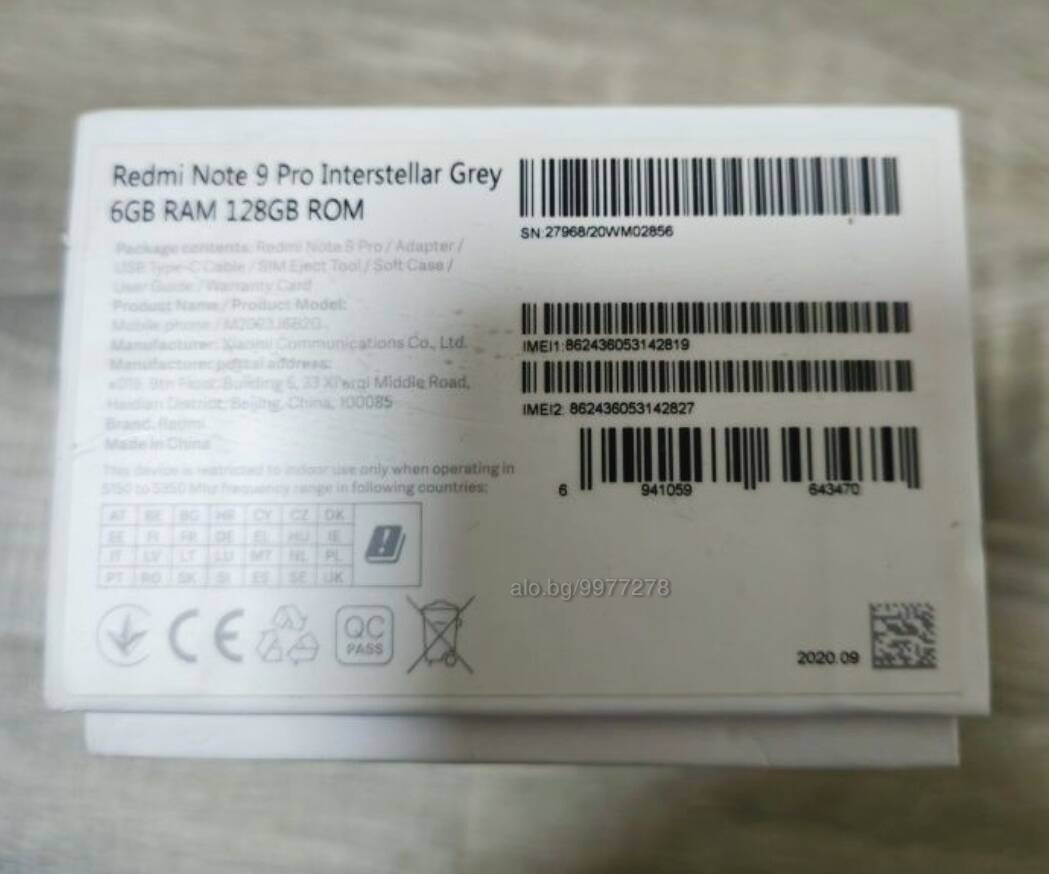 Redmi Note 9 Pro Interstellar Grey
6GB RAM 128GB ROM
Package contents: Redmi Note 9 Pro / Adapter /
USB Type-C Cable / SIM Eject Tool / Soft Case /
User Guide / Warranty Card
Product Name / Product Model:
Mobile phone /
Manufacturer: Xiaomi Communications Co., Ltd.
Manufacturer postal address:
9th Floor, Building 6, 33 Xi'erqi Middle Road,
Haidian District, Beijing, China, 100085
Brand: Redmi
Made in China
This device is restricted to indoor use only when operating in
5150 to 5350 Mhz frequency range in following countries:
AT BE BG HR CY CZ DK
EE FI FR DE EL HU IE
IT LV LT LU MT NL PL
PT RO SK SI ES SE UK
CE
QC
PASS
SN:27968/20WM02856
IMEI1:862436053142819
IMEI2: 862436053142827
6 941059 643470
alo.bg/9977278
2020.09